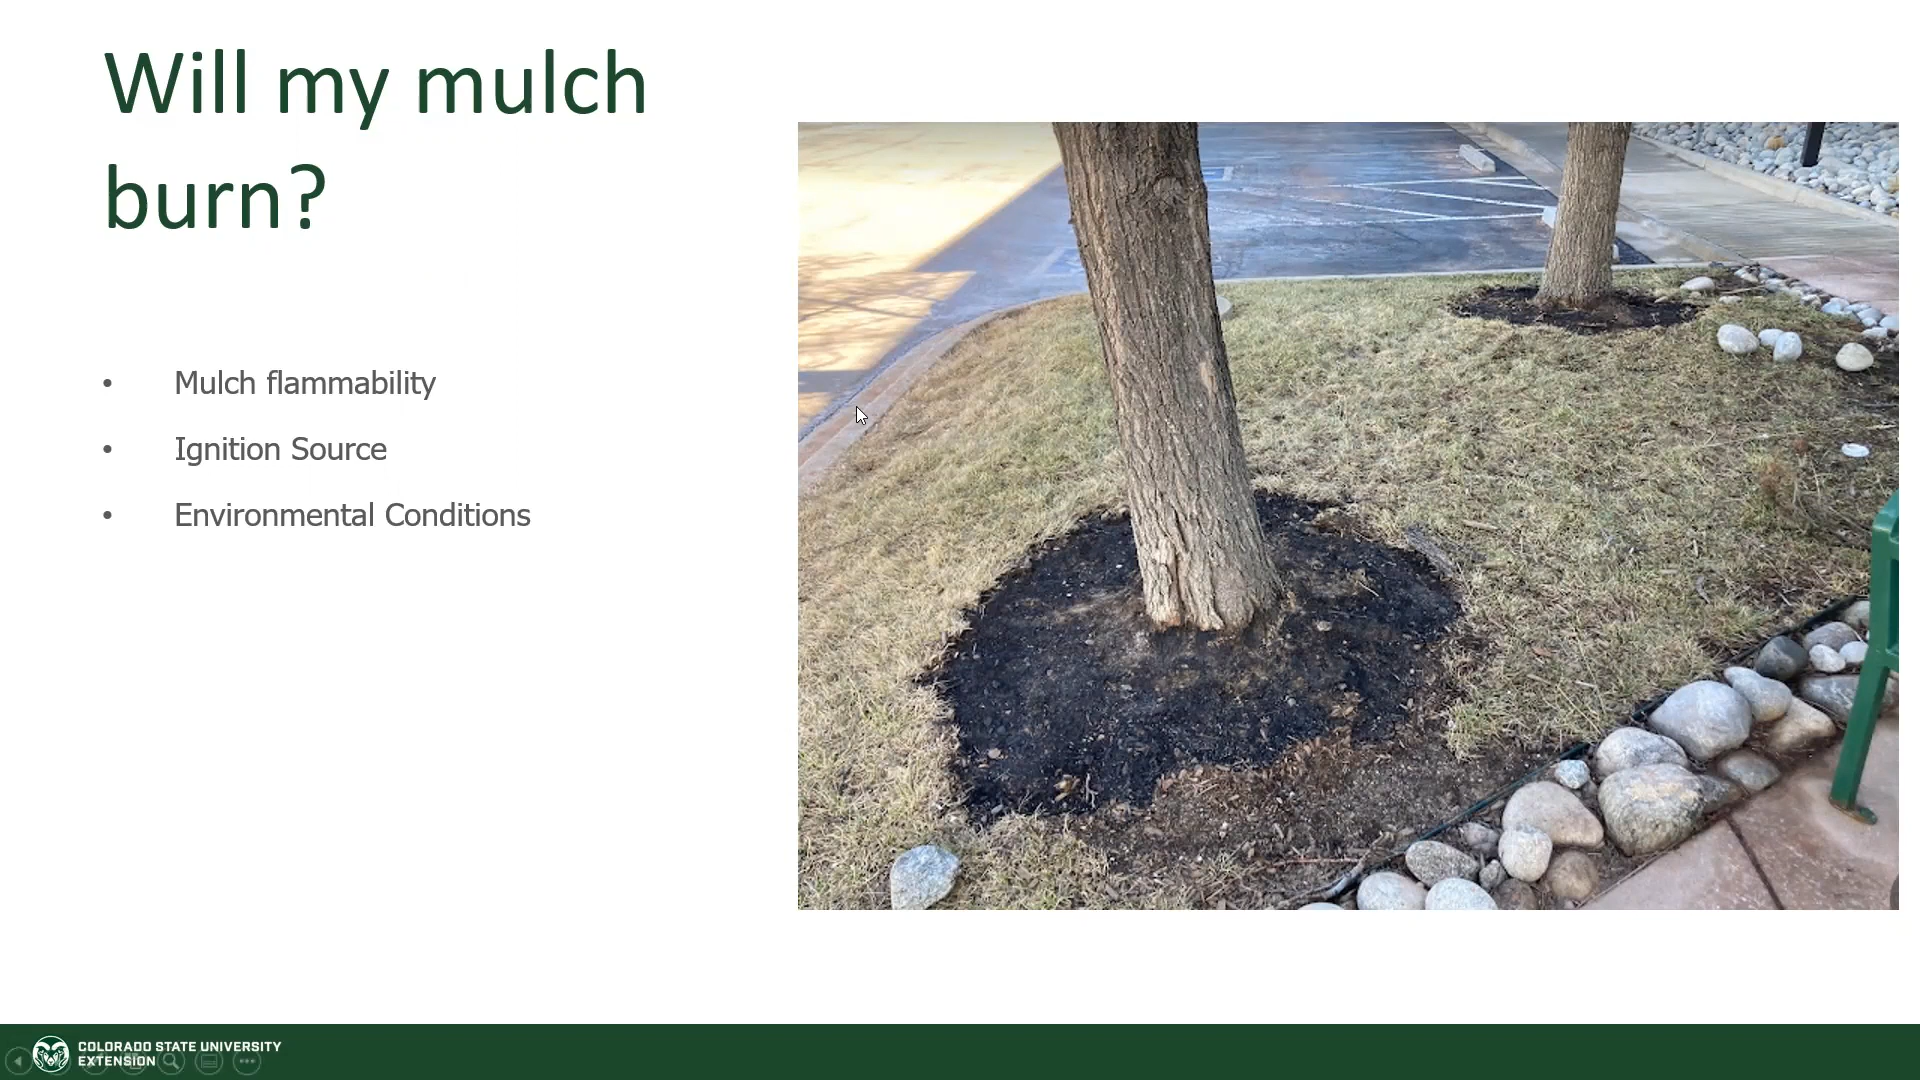 Will my mulch
burn?
• Mulch flammability
• Ignition Source
• Environmental Conditions
COLORADO STATE UNIVERSITY
EXTENSION